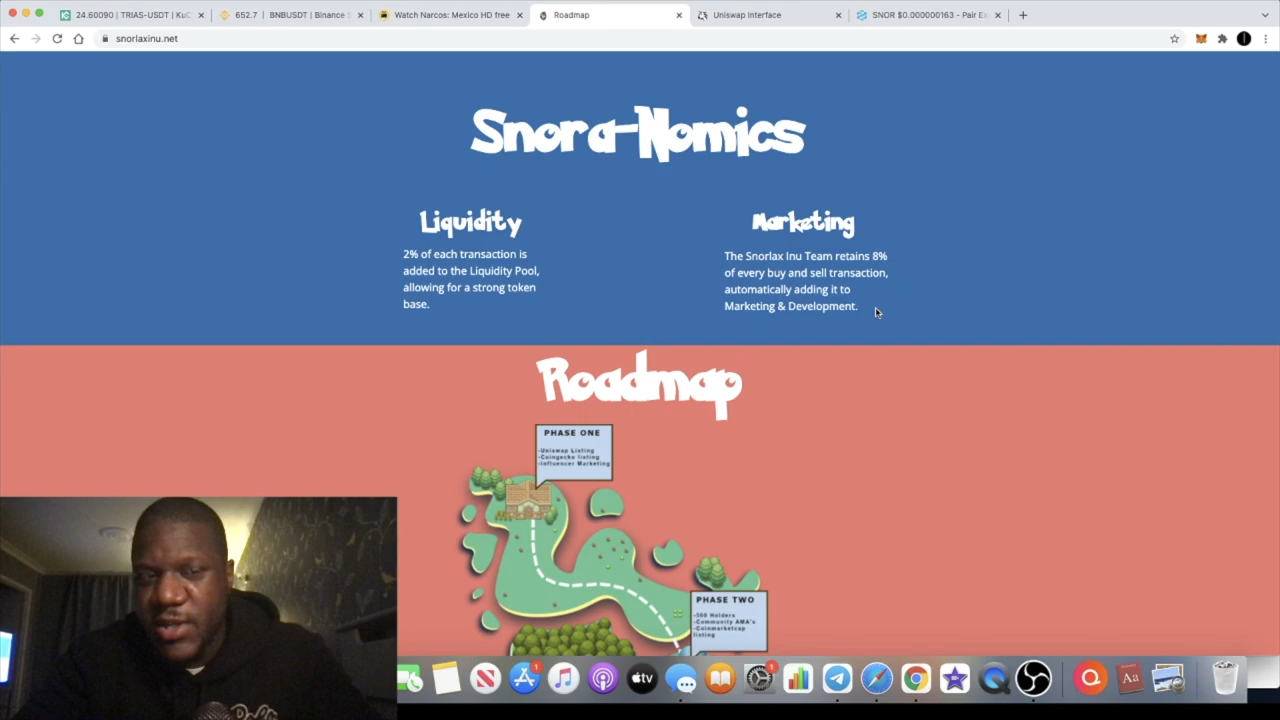 24.60090 | TRIAS-USDT | KuC
652.7 | BNBUSDT | Binance S
Watch Narcos: Mexico HD free
Roadmap
Uniswap Interface
SNOR $0.000000163 - Pair Ex
snorlaxinu.net
Snora-Nomics
Liquidity
2% of each transaction is
added to the Liquidity Pool,
allowing for a strong token
base.
Marketing
The Snorlax Inu Team retains 8%
of every buy and sell transaction,
automatically adding it to
Marketing & Development.
Roadmap
PHASE ONE
-Uniswap Listing
-Coingecko listing
-Influencer Marketing
PHASE TWO
-500 Holders
-Community AMA's
-Coinmarketcap
listing
tv
1
1
Aa